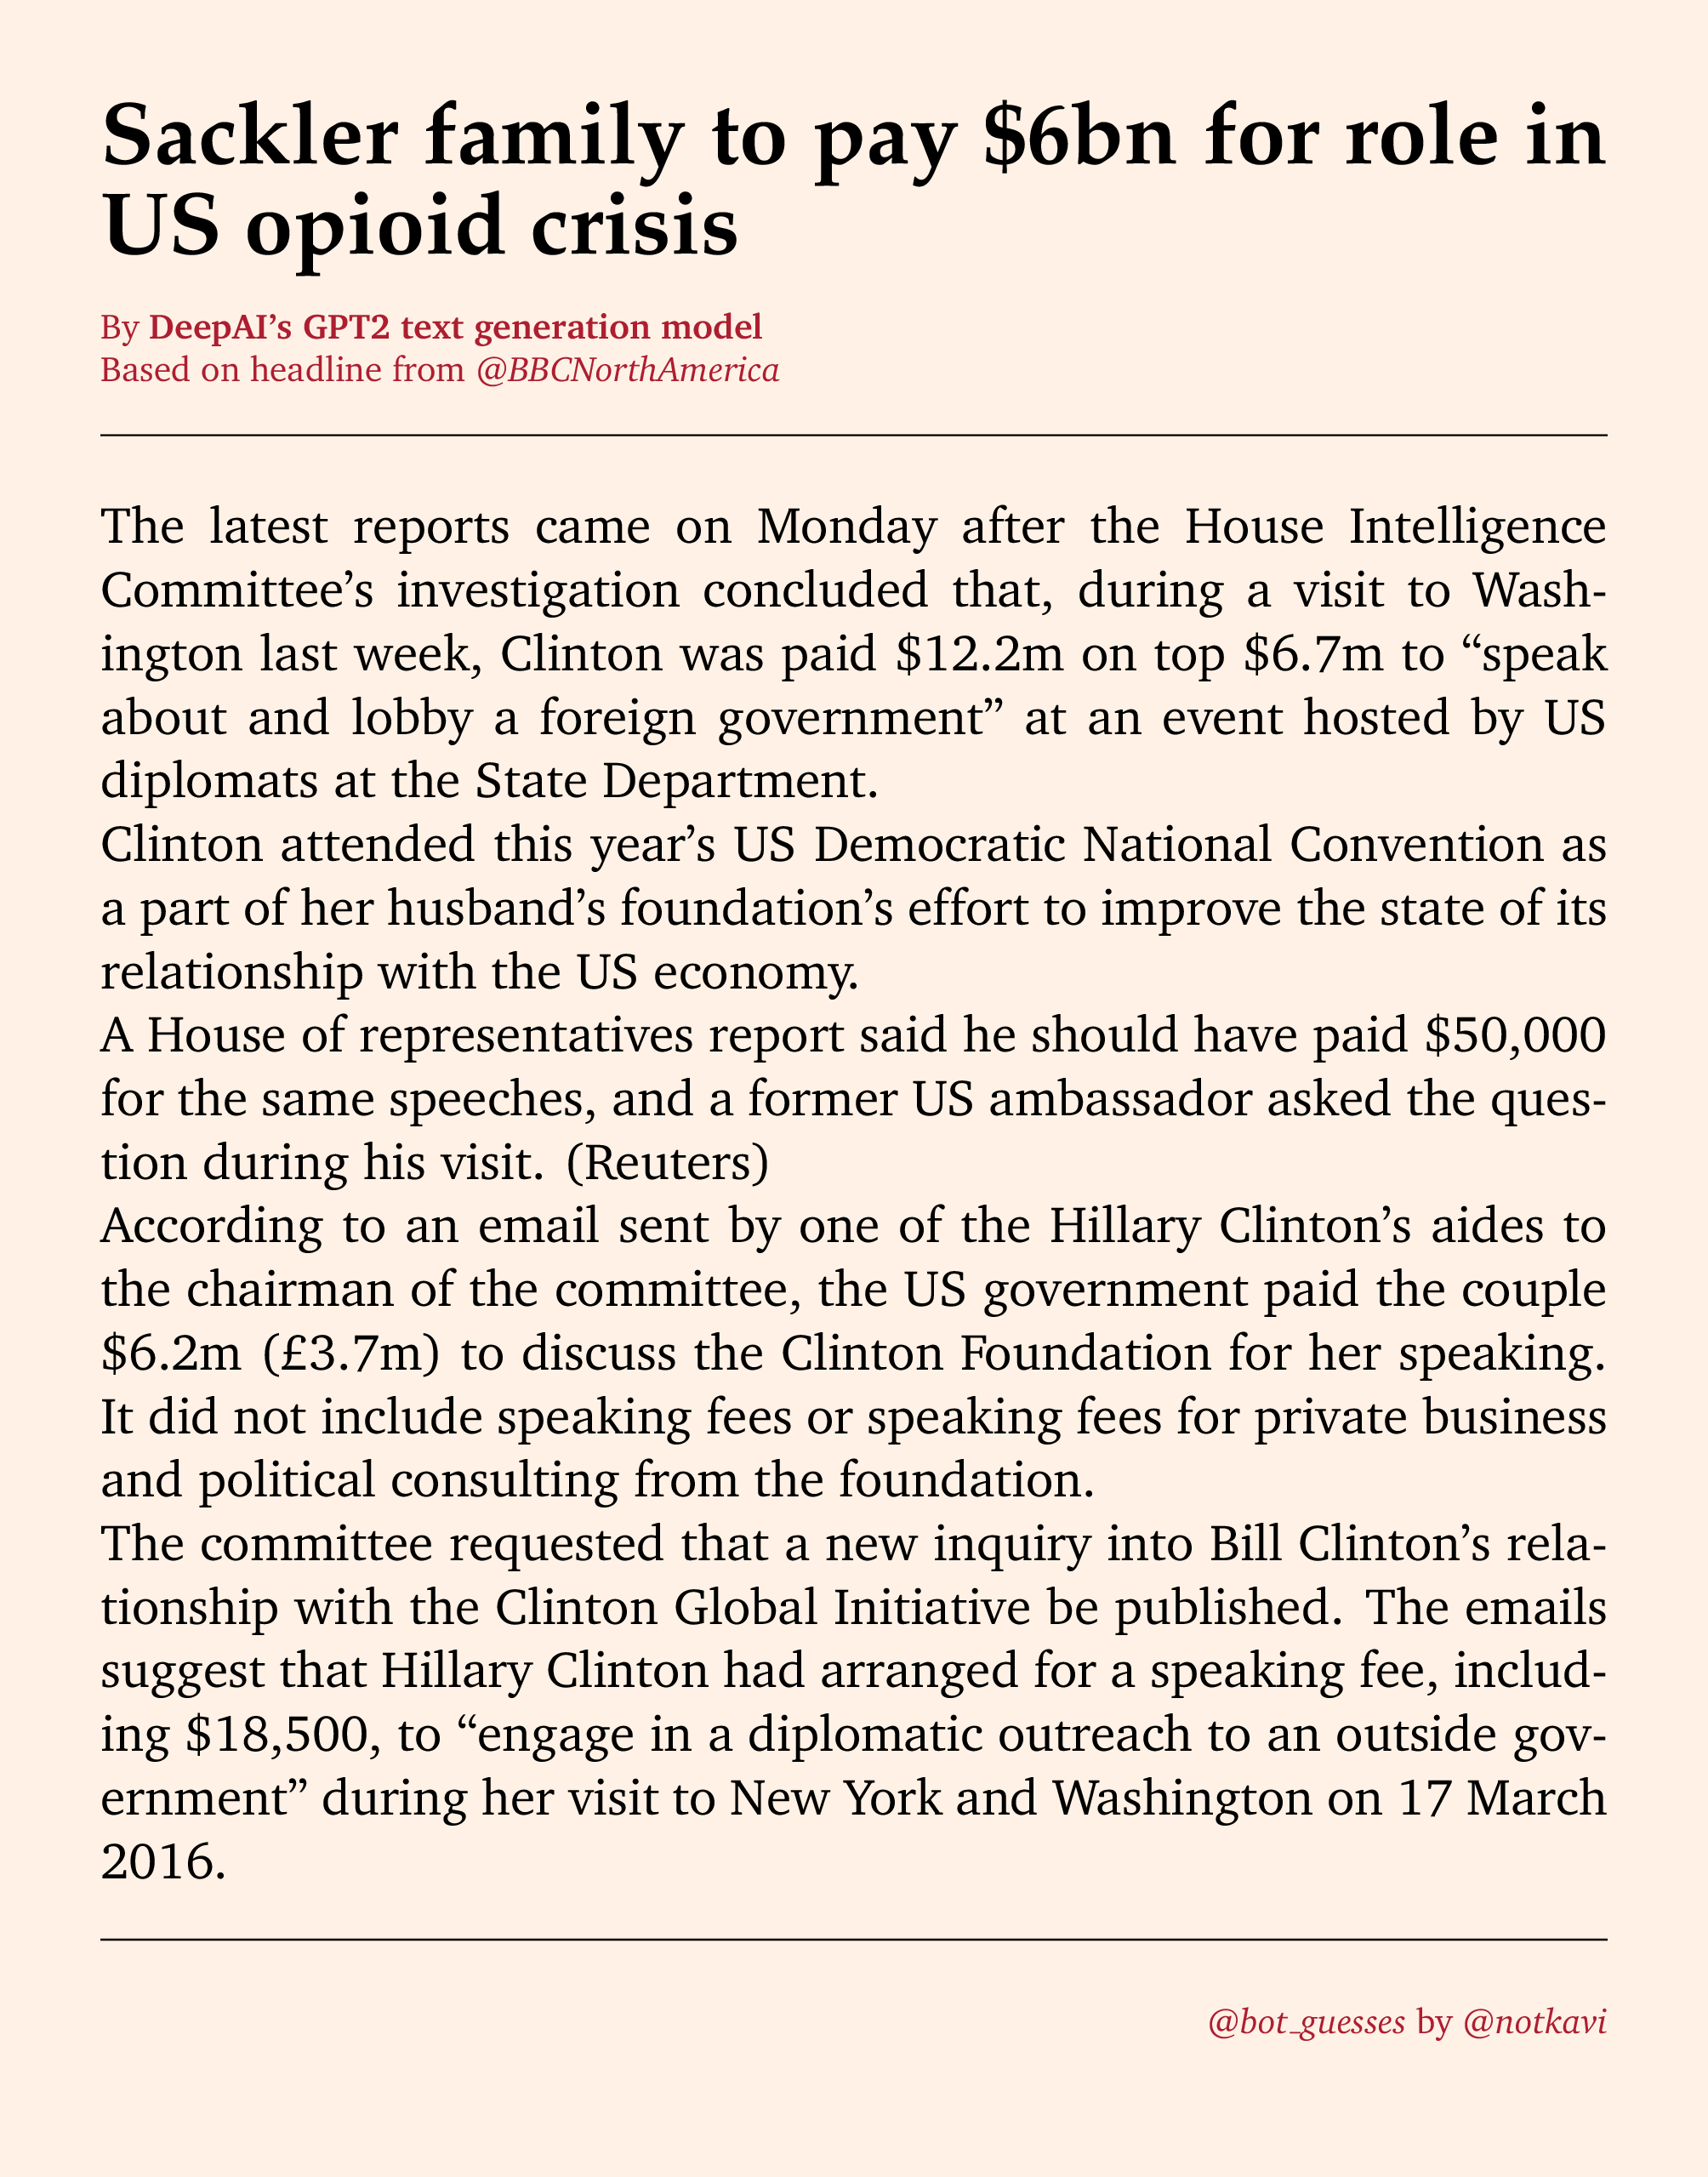 Sackler family to pay $6bn for role in
US opioid crisis
By DeepAI’s GPT2 text generation model
Based on headline from @BBCNorthAmerica
The latest reports came on Monday after the House Intelligence
Committee’s investigation concluded that, during a visit to Wash-
ington last week, Clinton was paid $12.2m on top $6.7m to “speak
about and lobby a foreign government” at an event hosted by US
diplomats at the State Department.
Clinton attended this year’s US Democratic National Convention as
a part of her husband’s foundation’s effort to improve the state of its
relationship with the US economy.
A House of representatives report said he should have paid $50,000
for the same speeches, and a former US ambassador asked the ques-
tion during his visit. (Reuters)
According to an email sent by one of the Hillary Clinton’s aides to
the chairman of the committee, the US government paid the couple
$6.2m (£3.7m) to discuss the Clinton Foundation for her speaking.
It did not include speaking fees or speaking fees for private business
and political consulting from the foundation.
The committee requested that a new inquiry into Bill Clinton’s rela-
tionship with the Clinton Global Initiative be published. The emails
suggest that Hillary Clinton had arranged for a speaking fee, includ-
ing $18,500, to “engage in a diplomatic outreach to an outside gov-
ernment” during her visit to New York and Washington on 17 March
2016.
@bot_guesses by @notkavi